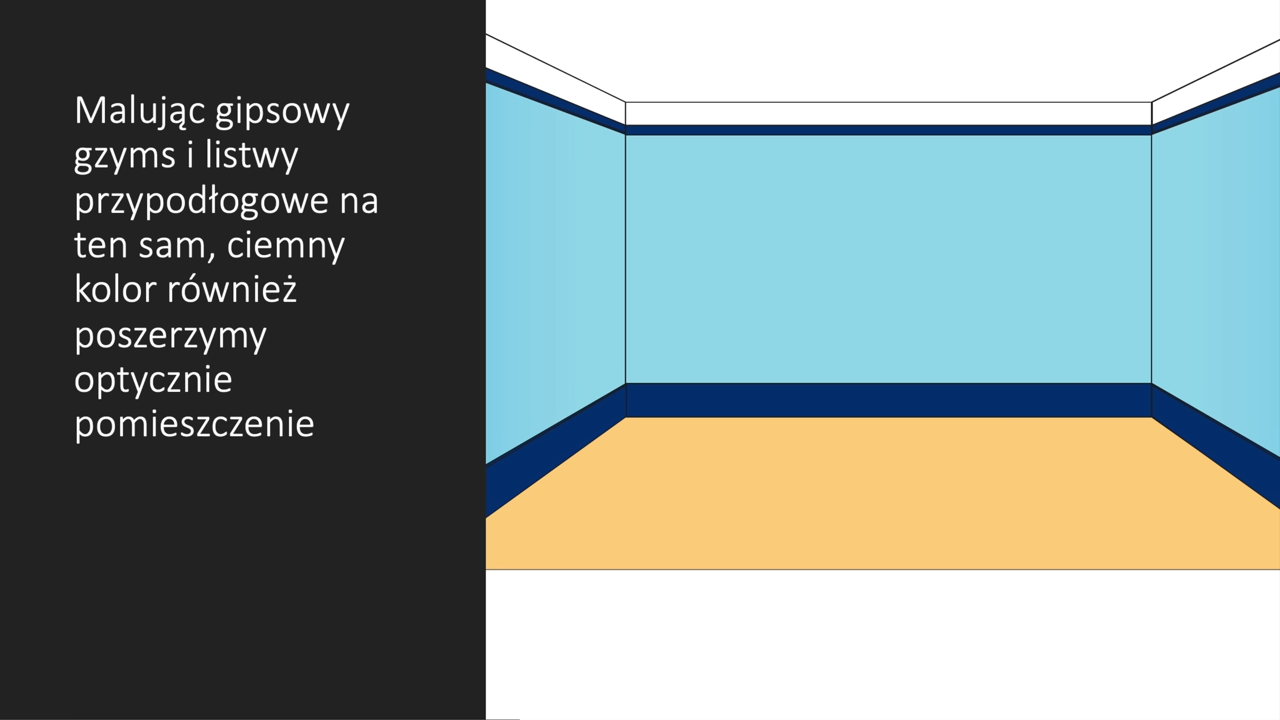 Malując gipsowy
gzyms i listwy
przypodłogowe na
ten sam, ciemny
kolor również
poszerzymy
optycznie
pomieszczenie